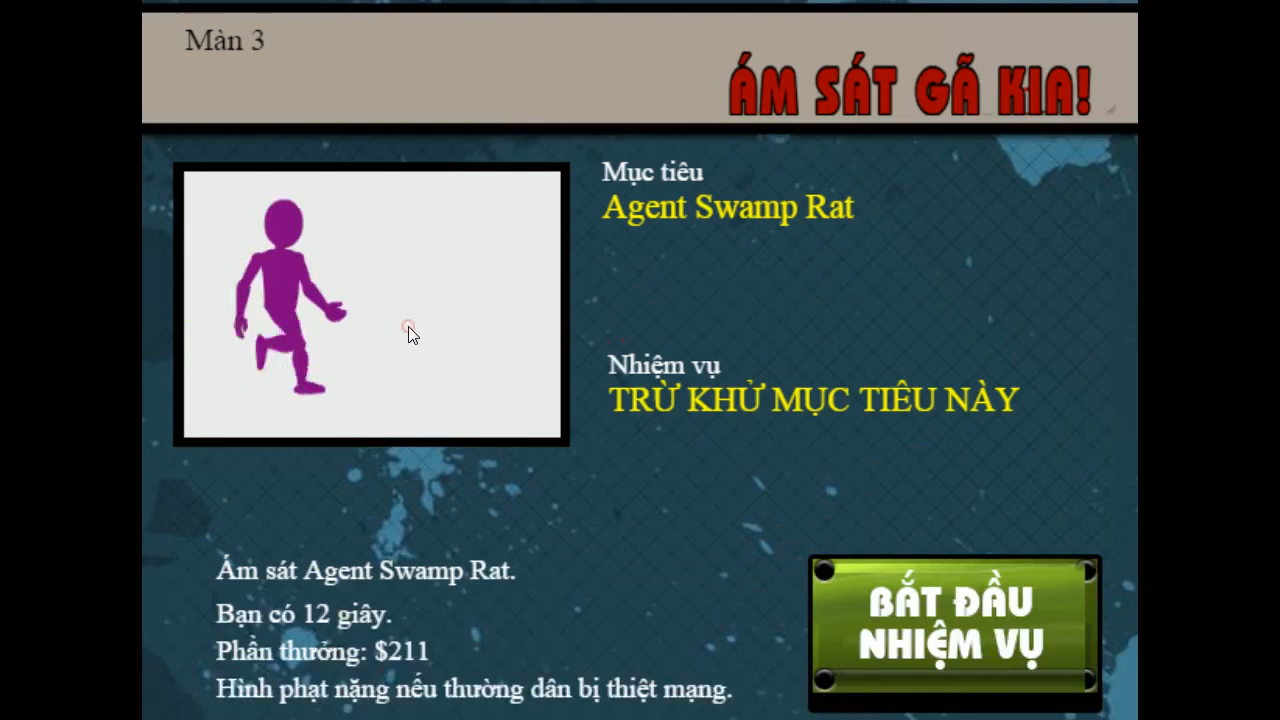 Màn 3
ÁM SÁT GÃ KIA!
Mục tiêu
Agent Swamp Rat
Nhiệm vụ
TRỪ KHỬ MỤC TIÊU NÀY
Ám sát Agent Swamp Rat.
Bạn có 12 giây.
Phần thưởng: $211
Hình phạt nặng nếu thường dân bị thiệt mạng.
BẮT ĐẦU
NHIỆM VỤ